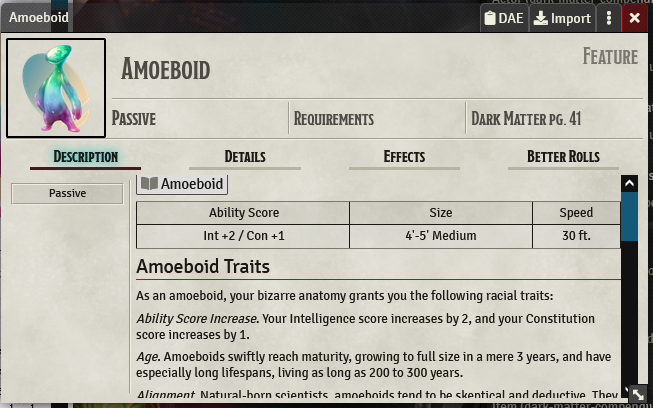 Amoeboid
DAE
Import
Amoeboid
Feature
Passive
Requirements
Dark Matter pg. 41
Description
Details
Effects
Better Rolls
Passive
Amoeboid
Ability Score Size Speed
Int +2 / Con +1 4'-5' Medium 30 ft.
Amoeboid Traits
As an amoeboid, your bizarre anatomy grants you the following racial traits:
Ability Score Increase. Your Intelligence score increases by 2, and your Constitution
score increases by 1.
Age. Amoeboids swiftly reach maturity, growing to full size in a mere 3 years, and have
especially long lifespans, living as long as 200 to 300 years.
Alignment. Natural-born scientists, amoeboids tend to be skeptical and deductive. They